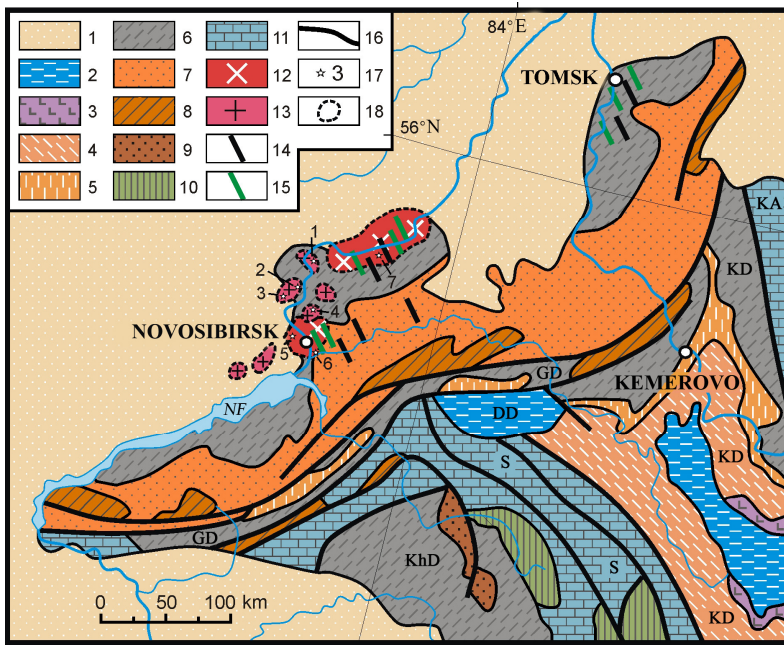 84°E
1 6 11 16
2 7 12 3 17
3 8 13 18
4 9 14
5 10 15
TOMSK
56°N
KA
KD
1
2
3
7
4
NOVOSIBIRSK
5
6
GD
KEMEROVO
NF
DD
S
KD
GD
KhD
S
KD
0 50 100 km